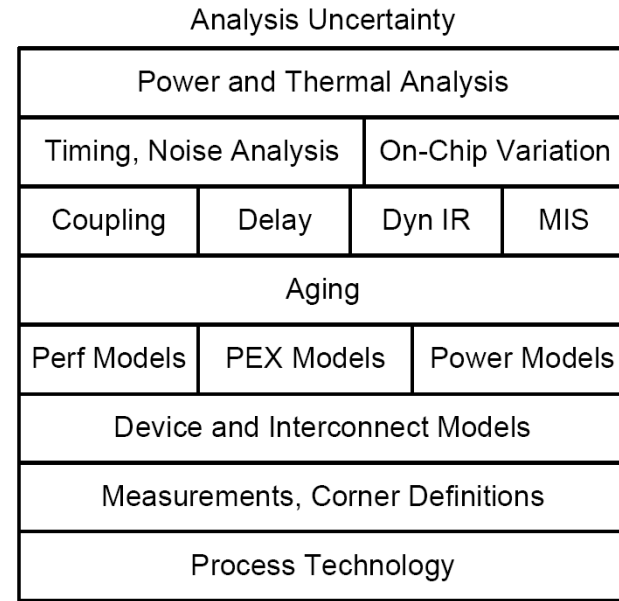 Analysis Uncertainty
Power and Thermal Analysis
Timing, Noise Analysis On-Chip Variation
Coupling Delay Dyn IR MIS
Aging
Perf Models PEX Models Power Models
Device and Interconnect Models
Measurements, Corner Definitions
Process Technology